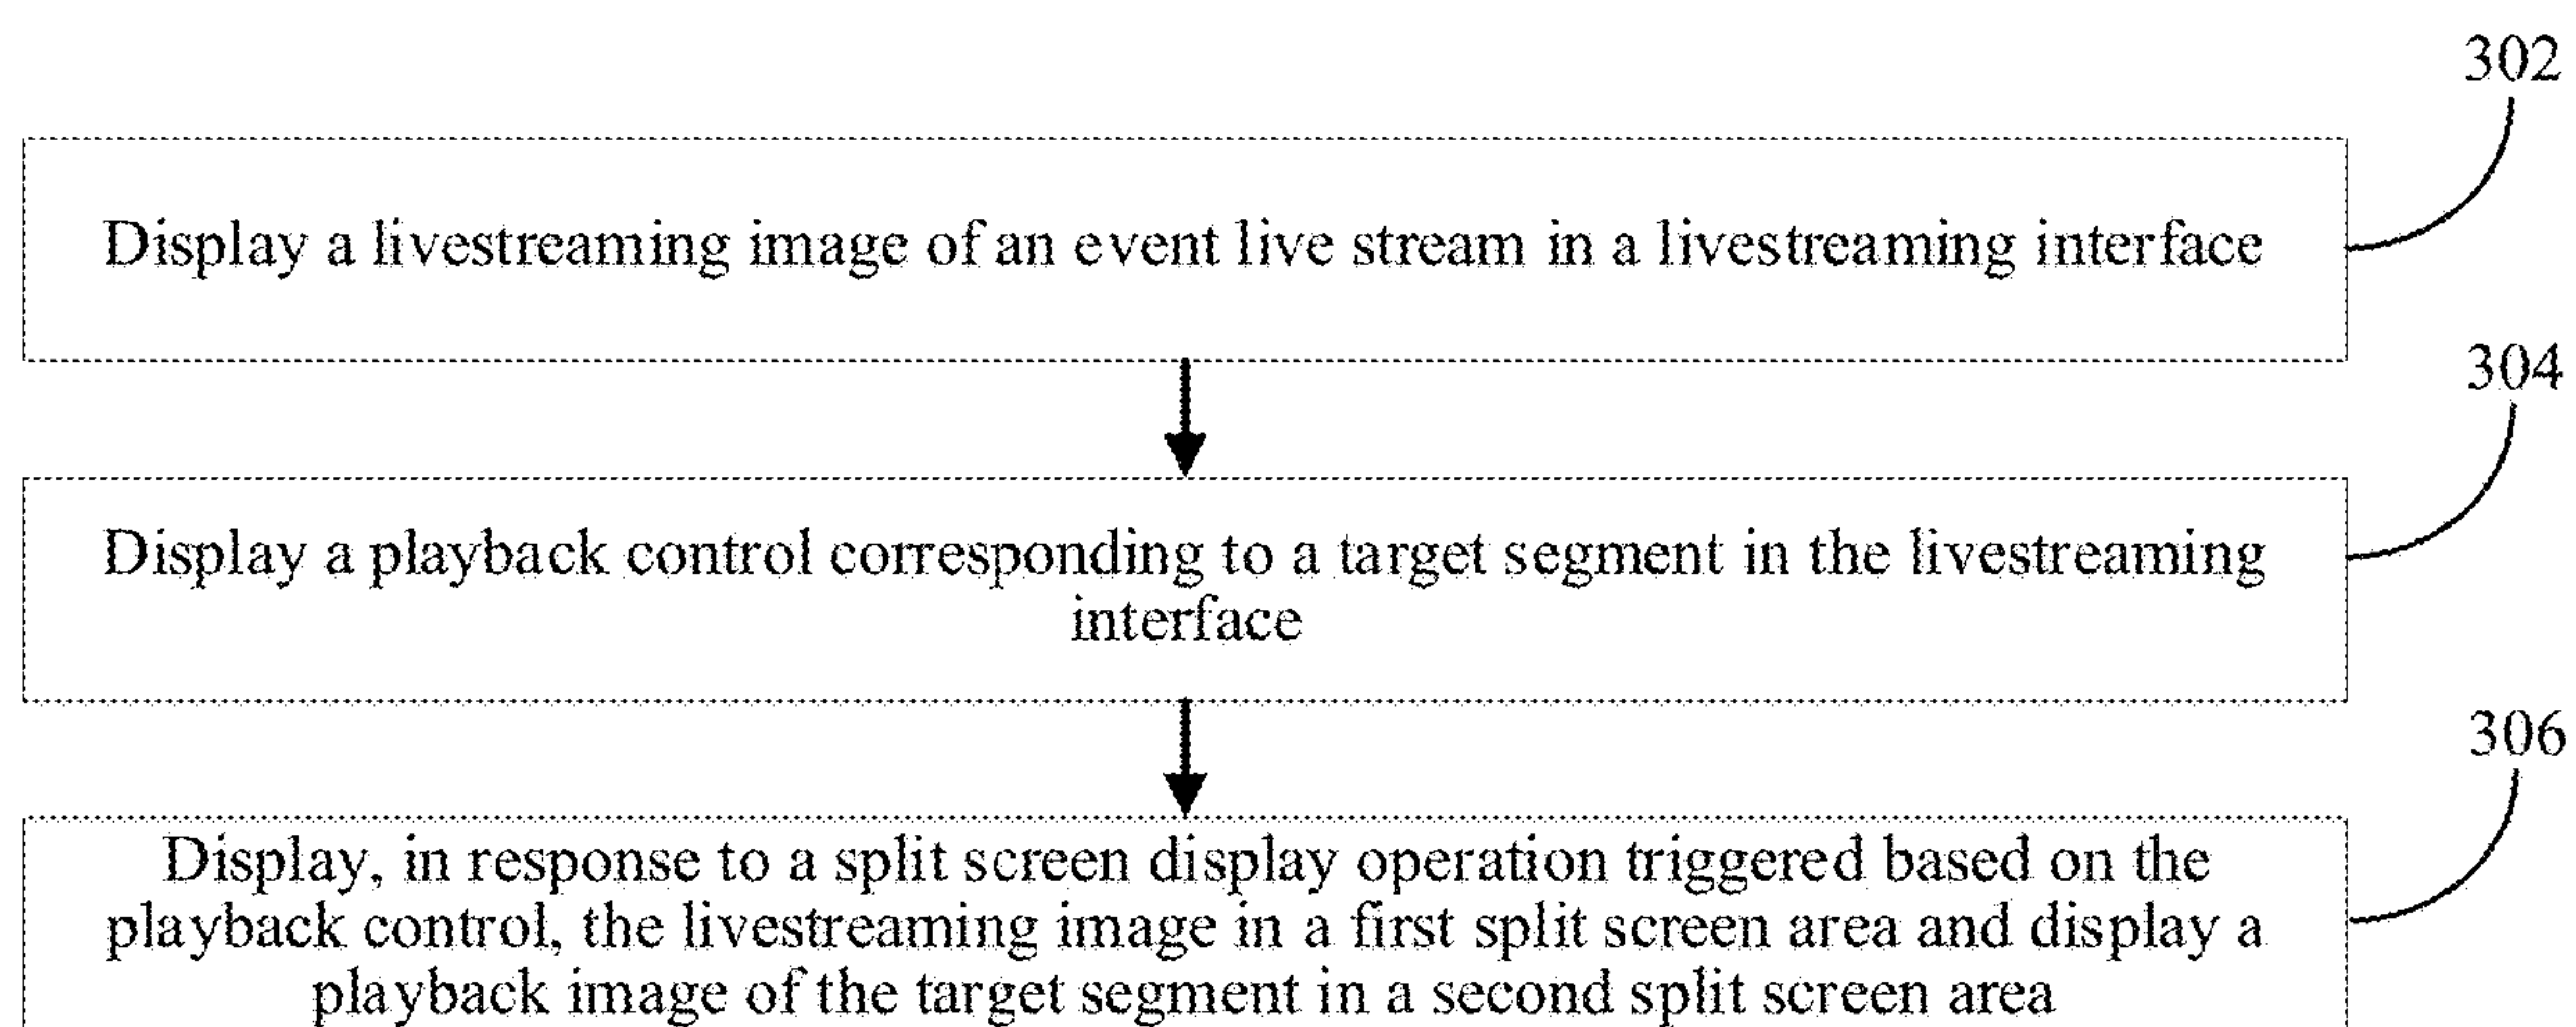 302
Display a livestreaming image of an event live stream in a livestreaming interface
304
Display a playback control corresponding to a target segment in the livestreaming
interface
306
Display, in response to a split screen display operation triggered based on the
playback control, the livestreaming image in a first split screen area and display a
playback image of the target segment in a second split screen area